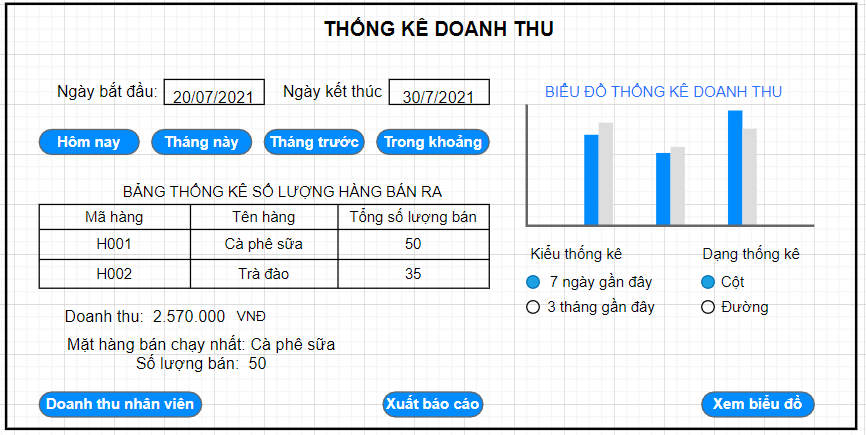 THỐNG KÊ DOANH THU
Ngày bắt đầu: 20/07/2021 Ngày kết thúc 30/7/2021
Hôm nay Tháng này Tháng trước Trong khoảng
BẢNG THỐNG KÊ SỐ LƯỢNG HÀNG BÁN RA
Mã hàng Tên hàng Tổng số lượng bán
H001 Cà phê sữa 50
H002 Trà đào 35
Doanh thu: 2.570.000 VNĐ
Mặt hàng bán chạy nhất: Cà phê sữa
Số lượng bán: 50
BIỂU ĐỒ THỐNG KÊ DOANH THU
Kiểu thống kê Dạng thống kê
7 ngày gần đây Cột
3 tháng gần đây Đường
Doanh thu nhân viên Xuất báo cáo Xem biểu đồ